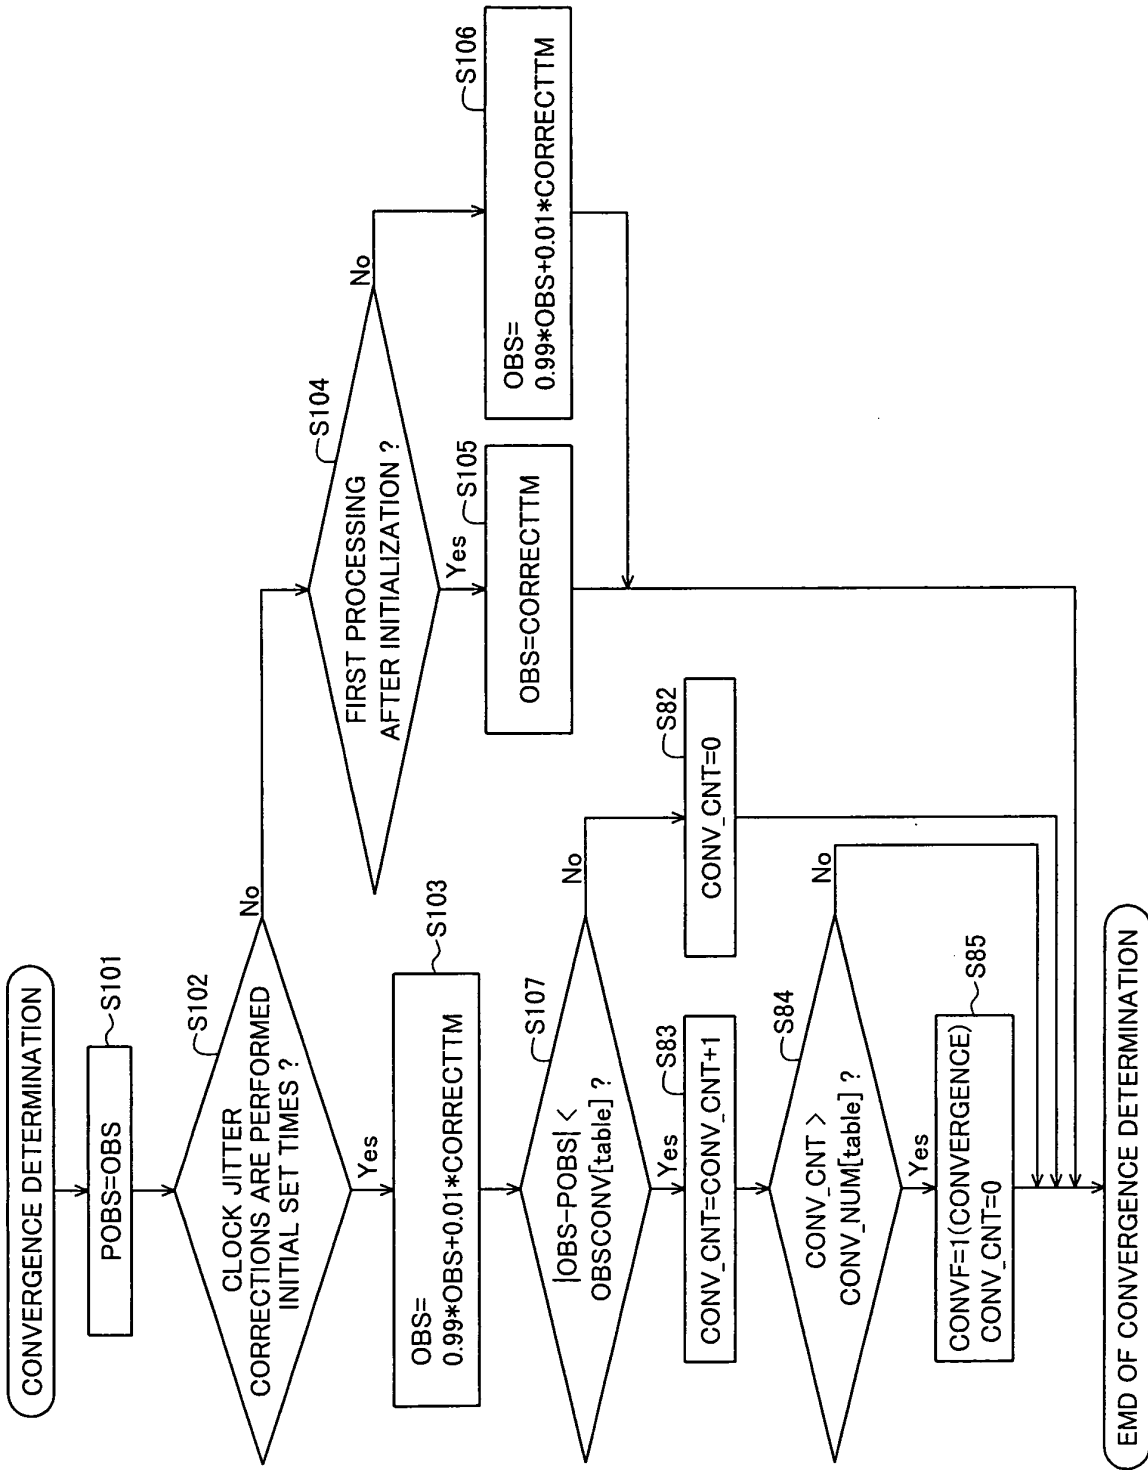 CONVERGENCE DETERMINATION
POBS=OBS
S101
CLOCK JITTER
CORRECTIONS ARE PERFORMED
INITIAL SET TIMES ?
S102
No
Yes
OBS=
0.99*OBS+0.01*CORRECTTM
S103
FIRST PROCESSING
AFTER INITIALIZATION ?
S104
No
Yes
OBS=CORRECTTM
S105
OBS=
0.99*OBS+0.01*CORRECTTM
S106
|OBS-POBS| <
OBSCONV[table] ?
S107
No
Yes
CONV_CNT=0
S82
CONV_CNT=CONV_CNT+1
S83
CONV_CNT >
CONV_NUM[table] ?
S84
No
Yes
CONVF=1(CONVERGENCE)
CONV_CNT=0
S85
EMD OF CONVERGENCE DETERMINATION